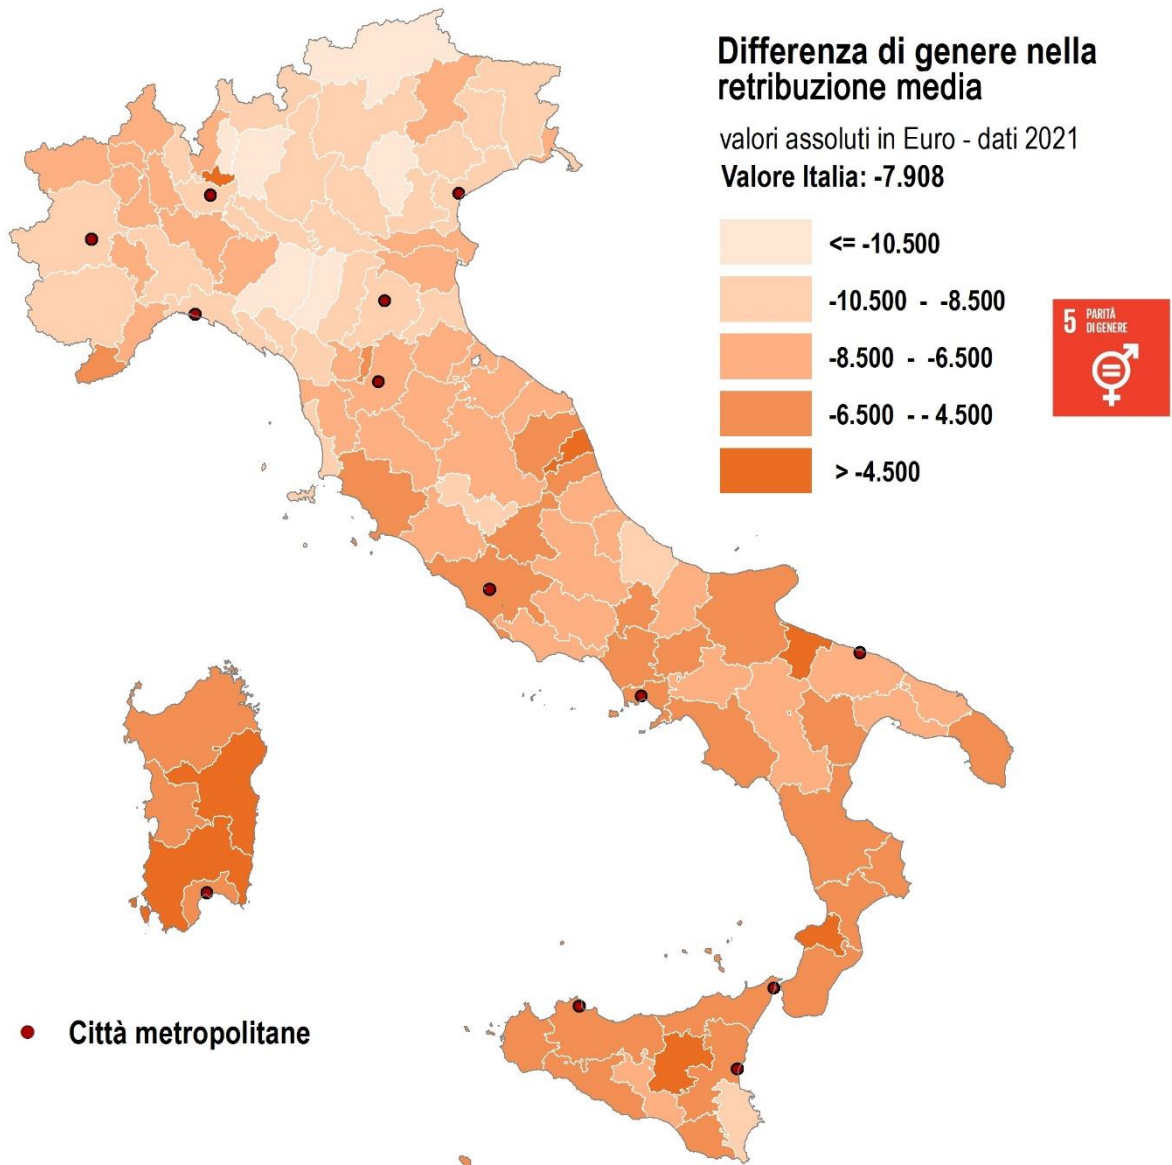 Differenza di genere nella
retribuzione media
valori assoluti in Euro - dati 2021
Valore Italia: -7.908
<= -10.500
-10.500 - -8.500
-8.500 - -6.500
-6.500 - - 4.500
> -4.500
5 PARITÀ
DI GENERE
Città metropolitane